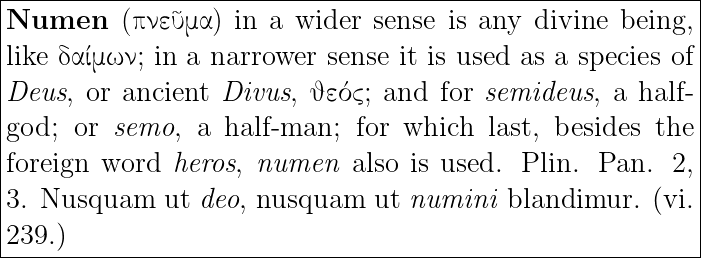 Numen (πνεῦμα) in a wider sense is any divine being,
like δαίμων; in a narrower sense it is used as a species of
Deus, or ancient Divus, ϑεός; and for semideus, a half-
god; or semo, a half-man; for which last, besides the
foreign word heros, numen also is used. Plin. Pan. 2,
3. Nusquam ut deo, nusquam ut numini blandimur. (vi.
239.)